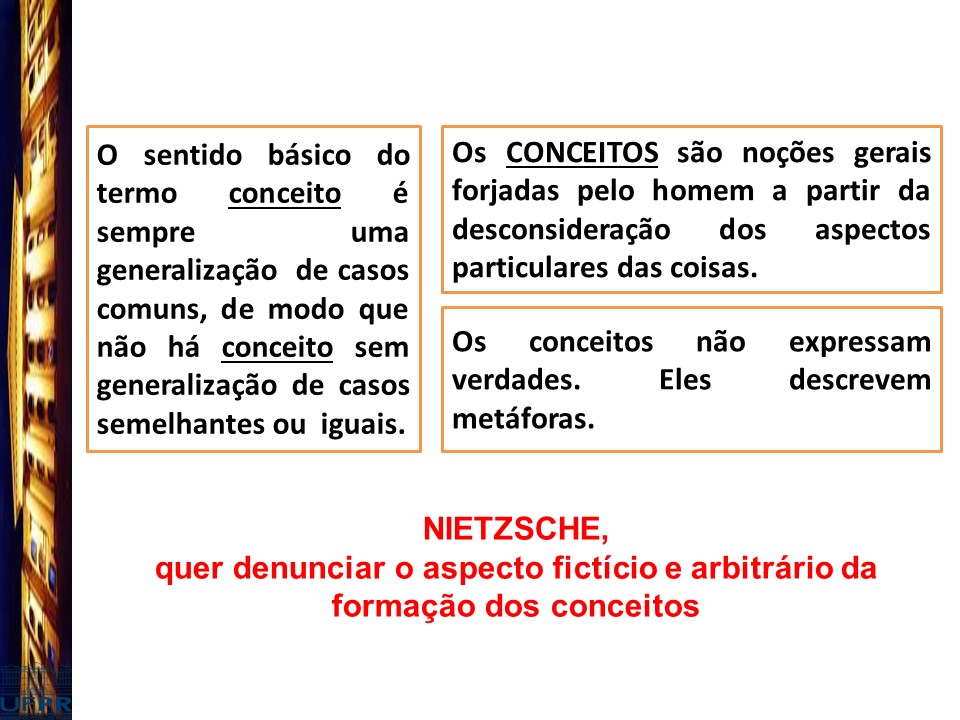 O sentido básico do
termo conceito é
sempre uma
generalização de casos
comuns, de modo que
não há conceito sem
generalização de casos
semelhantes ou iguais.
Os CONCEITOS são noções gerais
forjadas pelo homem a partir da
desconsideração dos aspectos
particulares das coisas.
Os conceitos não expressam
verdades. Eles descrevem
metáforas.
NIETZSCHE,
quer denunciar o aspecto fictício e arbitrário da
formação dos conceitos
UFPR